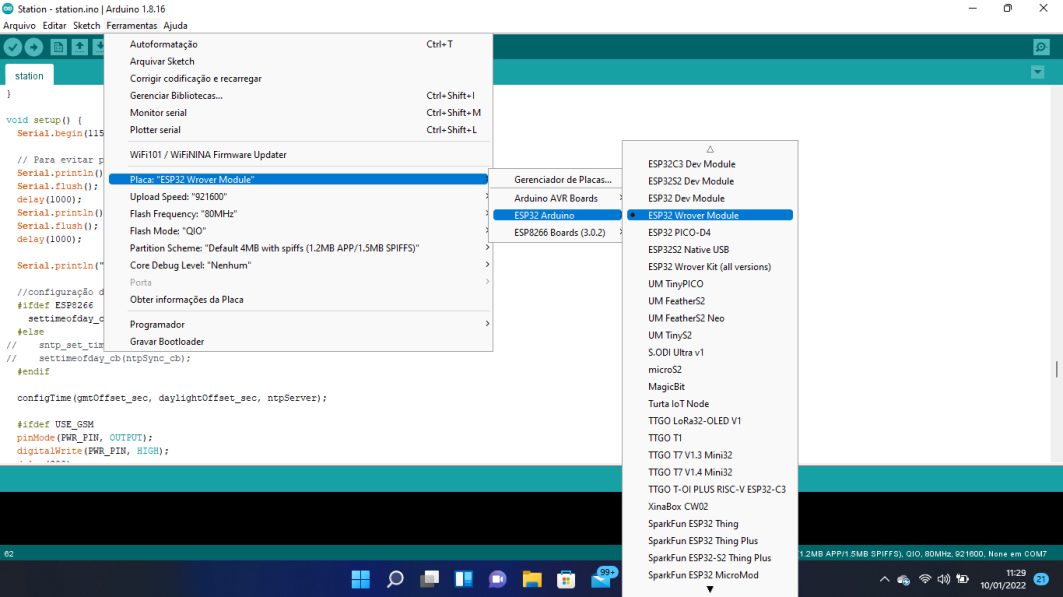 Station - station.ino | Arduino 1.8.16
Arquivo Editar Sketch Ferramentas Ajuda
station
}
void setup() {
Serial.begin(115
// Para evitar p
Serial.println()
Serial.flush();
delay(1000);
Serial.println()
Serial.flush();
delay(1000);
Serial.println("
//configuração d
#ifdef ESP8266
settimeofday_c
#else
// sntp_set_tim
// settimeofday_cb(ntpSync_cb);
#endif
configTime(gmtOffset_sec, daylightOffset_sec, ntpServer);
#ifdef USE_GSM
pinMode(PWR_PIN, OUTPUT);
digitalWrite(PWR_PIN, HIGH);
Autoformatação Ctrl+T
Arquivar Sketch
Corrigir codificação e recarregar
Gerenciar Bibliotecas... Ctrl+Shift+I
Monitor serial Ctrl+Shift+M
Plotter serial Ctrl+Shift+L
WiFi101 / WiFiNINA Firmware Updater
Placa: "ESP32 Wrover Module"
Upload Speed: "921600"
Flash Frequency: "80MHz"
Flash Mode: "QIO"
Partition Scheme: "Default 4MB with spiffs (1.2MB APP/1.5MB SPIFFS)"
Core Debug Level: "Nenhum"
Porta
Obter informações da Placa
Programador
Gravar Bootloader
Gerenciador de Placas...
Arduino AVR Boards
ESP32 Arduino
ESP8266 Boards (3.0.2)
ESP32C3 Dev Module
ESP32S2 Dev Module
ESP32 Dev Module
ESP32 Wrover Module
ESP32 PICO-D4
ESP32S2 Native USB
ESP32 Wrover Kit (all versions)
UM TinyPICO
UM FeatherS2
UM FeatherS2 Neo
UM TinyS2
S.ODI Ultra v1
microS2
MagicBit
Turta IoT Node
TTGO LoRa32-OLED V1
TTGO T1
TTGO T7 V1.3 Mini32
TTGO T7 V1.4 Mini32
TTGO T-OI PLUS RISC-V ESP32-C3
XinaBox CW02
SparkFun ESP32 Thing
SparkFun ESP32 Thing Plus
SparkFun ESP32-S2 Thing Plus
SparkFun ESP32 MicroMod
62
1.2MB APP/1.5MB SPIFFS), QIO, 80MHz, 921600, None em COM7
99+
11:29
10/01/2022
21